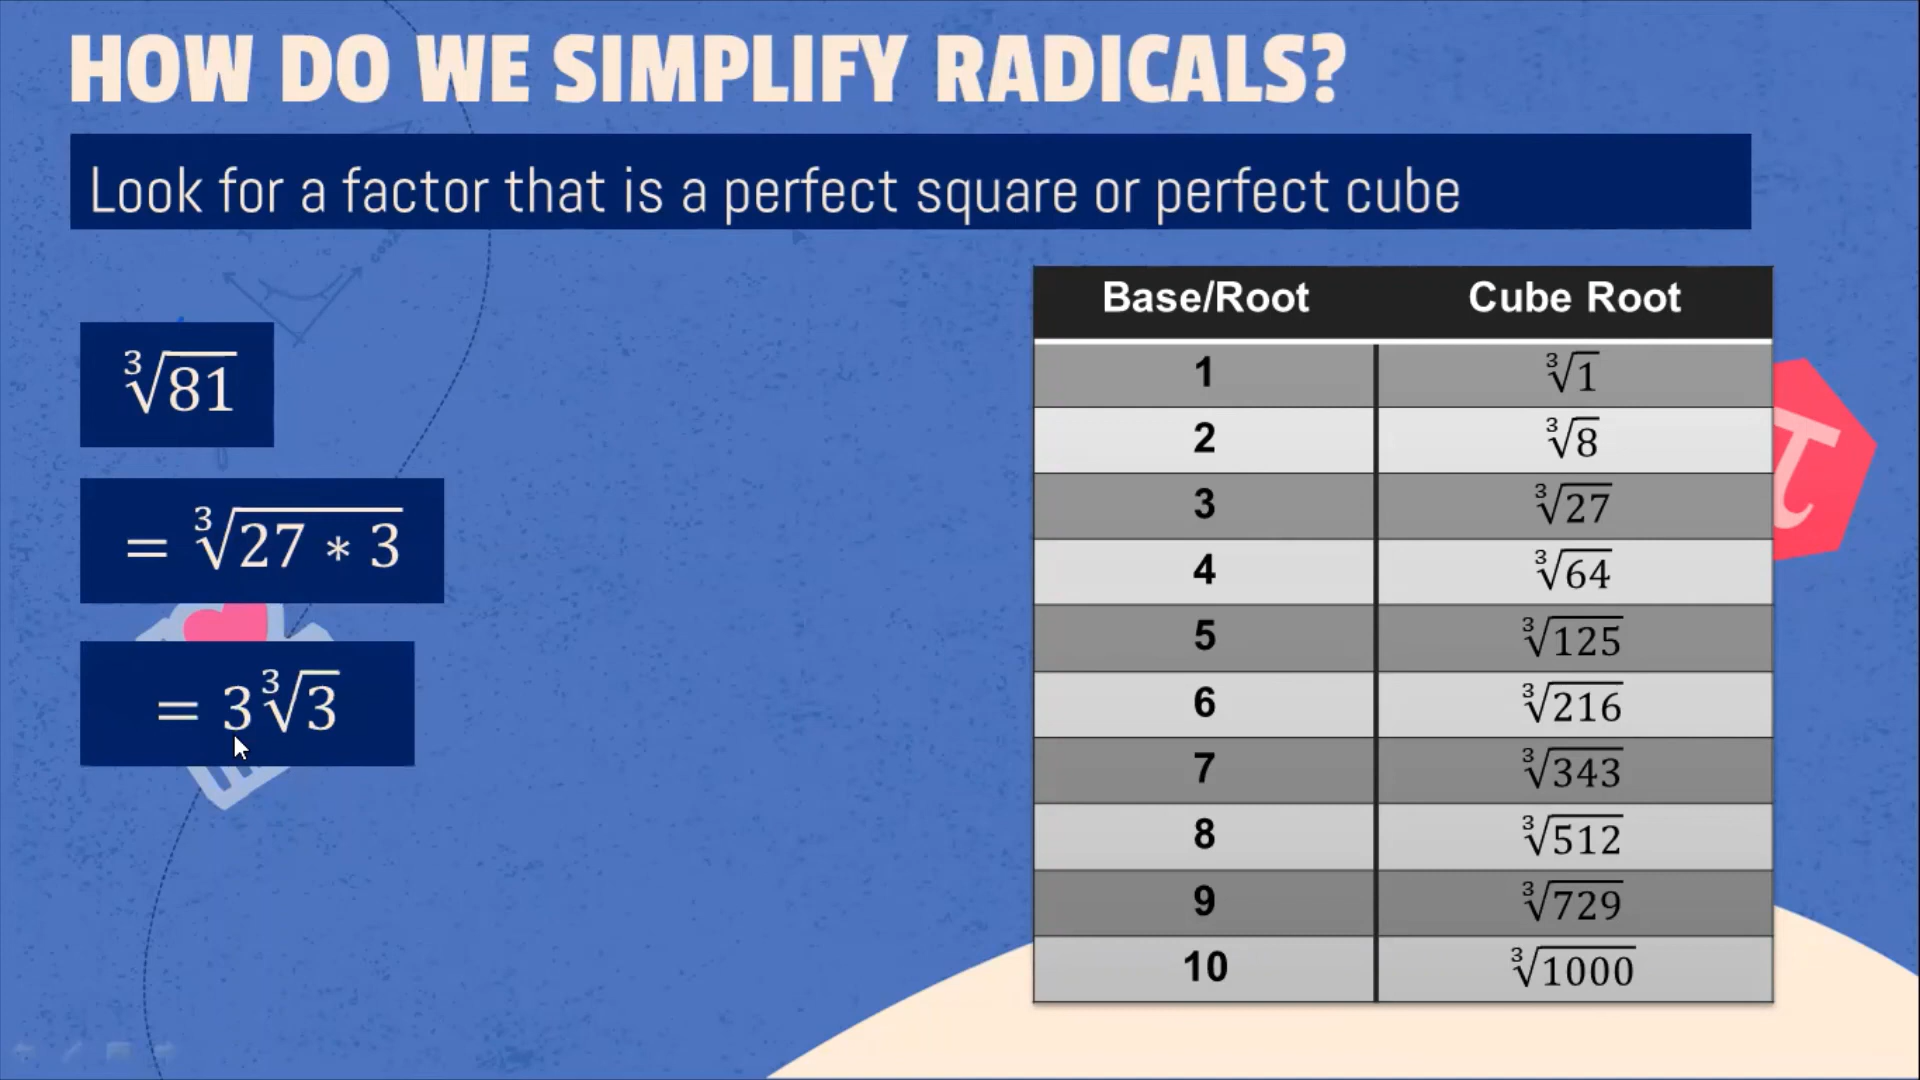 HOW DO WE SIMPLIFY RADICALS?
Look for a factor that is a perfect square or perfect cube
∛81
= ∛27 * 3
= 3∛3
Base/Root Cube Root
1 ∛1
2 ∛8
3 ∛27
4 ∛64
5 ∛125
6 ∛216
7 ∛343
8 ∛512
9 ∛729
10 ∛1000
π